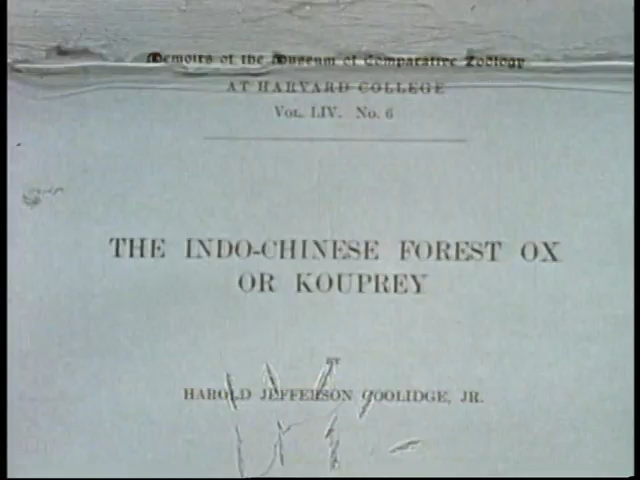 Memoirs of the Museum of Comparative Zoology
AT HARVARD COLLEGE
VOL. LIV. No. 6
THE INDO-CHINESE FOREST OX
OR KOUPREY
BY
HAROLD JEFFERSON COOLIDGE, JR.